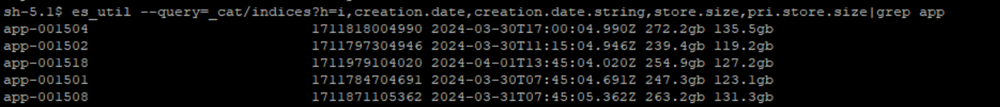 sh-5.1$ es_util --query=_cat/indices?h=i,creation.date,creation.date.string,store.size,pri.store.size|grep app
app-001504 1711818004990 2024-03-30T17:00:04.990Z 272.2gb 135.5gb
app-001502 1711797304946 2024-03-30T11:15:04.946Z 239.4gb 119.2gb
app-001518 1711979104020 2024-04-01T13:45:04.020Z 254.9gb 127.2gb
app-001501 1711784704691 2024-03-30T07:45:04.691Z 247.3gb 123.1gb
app-001508 1711871105362 2024-03-31T07:45:05.362Z 263.2gb 131.3gb